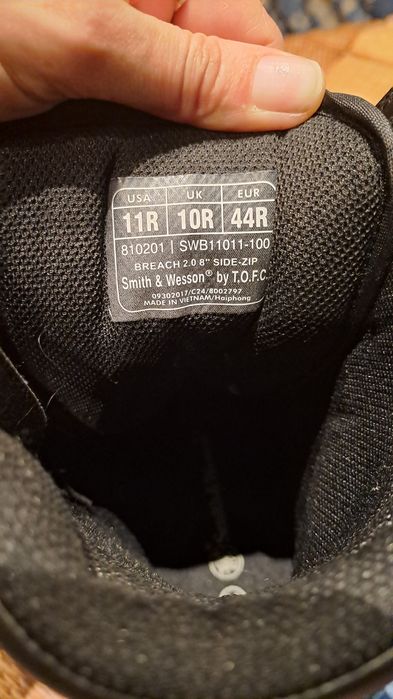 USA UK EUR
11R 10R 44R
810201 | SWB11011-100
BREACH 2.0 8" SIDE-ZIP
Smith & Wesson® by T.O.F.C
09302017/C24/8002797
MADE IN VIETNAM/Haiphong